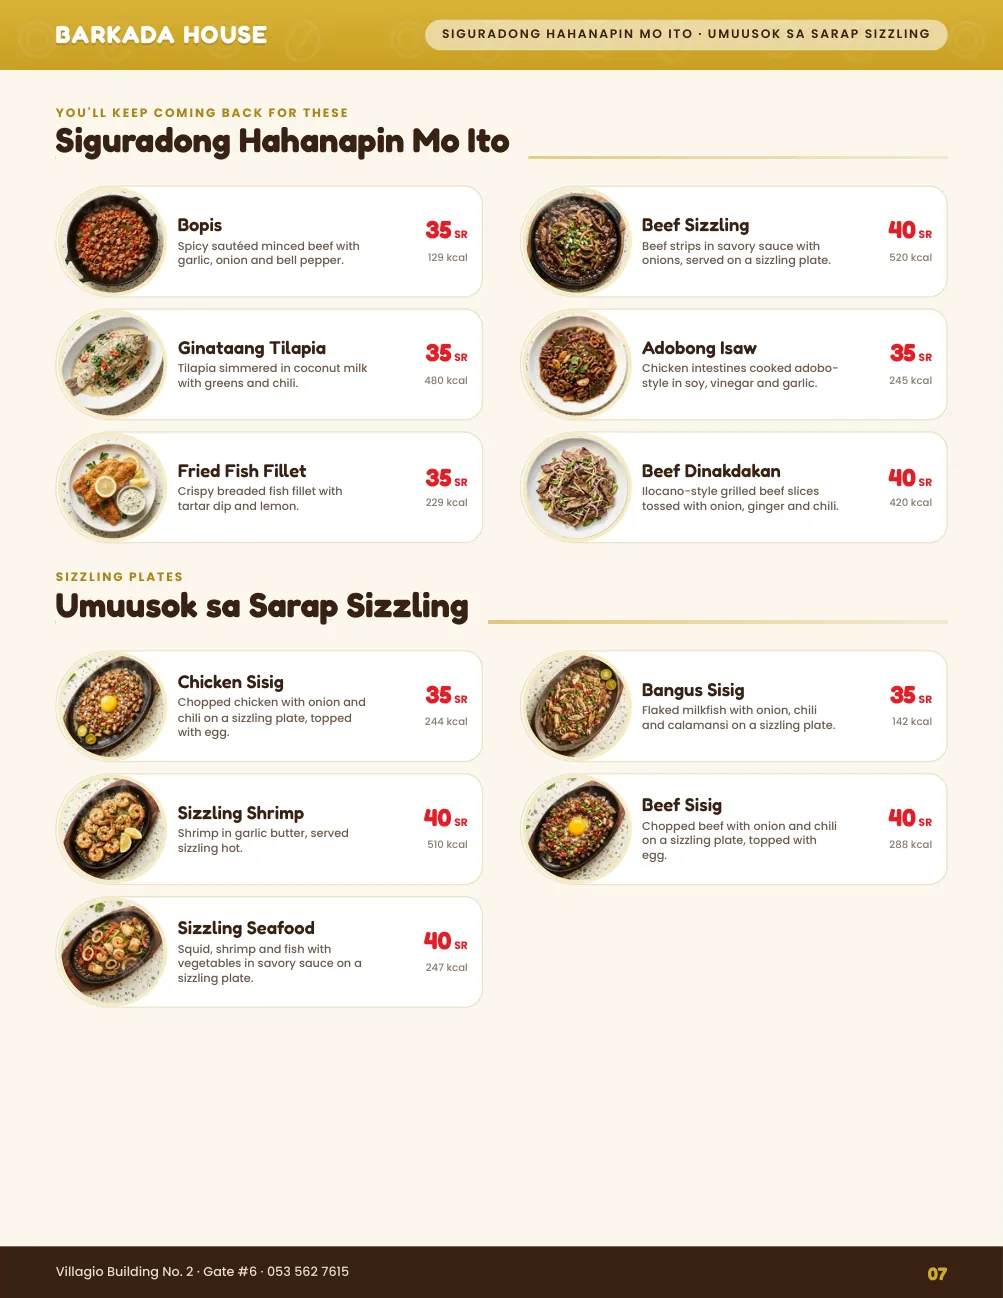 BARKADA HOUSE
SIGURADONG HAHANAPIN MO ITO · UMUUSOK SA SARAP SIZZLING
YOU'LL KEEP COMING BACK FOR THESE
Siguradong Hahanapin Mo Ito
Bopis
Spicy sautéed minced beef with
garlic, onion and bell pepper.
35 SR
129 kcal
Beef Sizzling
Beef strips in savory sauce with
onions, served on a sizzling plate.
40 SR
520 kcal
Ginataang Tilapia
Tilapia simmered in coconut milk
with greens and chili.
35 SR
480 kcal
Adobong Isaw
Chicken intestines cooked adobo-
style in soy, vinegar and garlic.
35 SR
245 kcal
Fried Fish Fillet
Crispy breaded fish fillet with
tartar dip and lemon.
35 SR
229 kcal
Beef Dinakdakan
Ilocano-style grilled beef slices
tossed with onion, ginger and chili.
40 SR
420 kcal
SIZZLING PLATES
Umuusok sa Sarap Sizzling
Chicken Sisig
Chopped chicken with onion and
chili on a sizzling plate, topped
with egg.
35 SR
244 kcal
Bangus Sisig
Flaked milkfish with onion, chili
and calamansi on a sizzling plate.
35 SR
142 kcal
Sizzling Shrimp
Shrimp in garlic butter, served
sizzling hot.
40 SR
510 kcal
Beef Sisig
Chopped beef with onion and chili
on a sizzling plate, topped with
egg.
40 SR
288 kcal
Sizzling Seafood
Squid, shrimp and fish with
vegetables in savory sauce on a
sizzling plate.
40 SR
247 kcal
Villagio Building No. 2 · Gate #6 · 053 562 7615
07